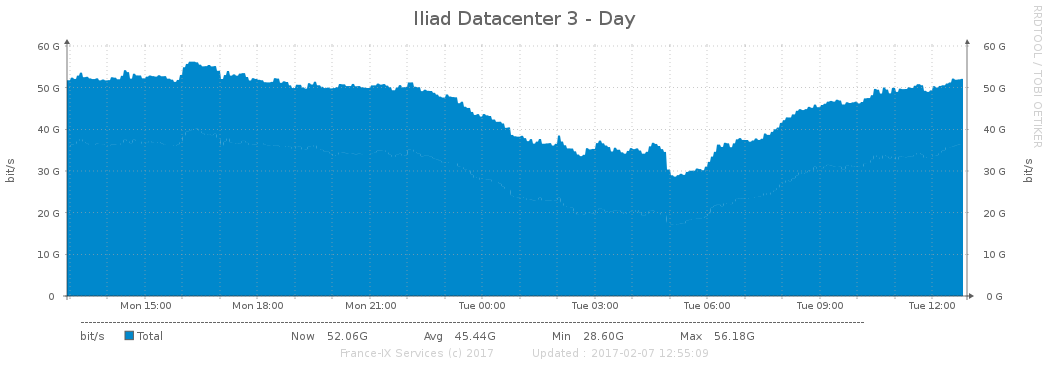 Iliad Datacenter 3 - Day
RRDTOOL / TOBI OETIKER
60 G 60 G
50 G 50 G
40 G 40 G
30 G 30 G
20 G 20 G
10 G 10 G
0 0 G
bit/s bit/s
Mon 15:00 Mon 18:00 Mon 21:00 Tue 00:00 Tue 03:00 Tue 06:00 Tue 09:00 Tue 12:00
bit/s Total Now 52.06G Avg 45.44G Min 28.60G Max 56.18G
France-IX Services (c) 2017 Updated : 2017-02-07 12:55:09